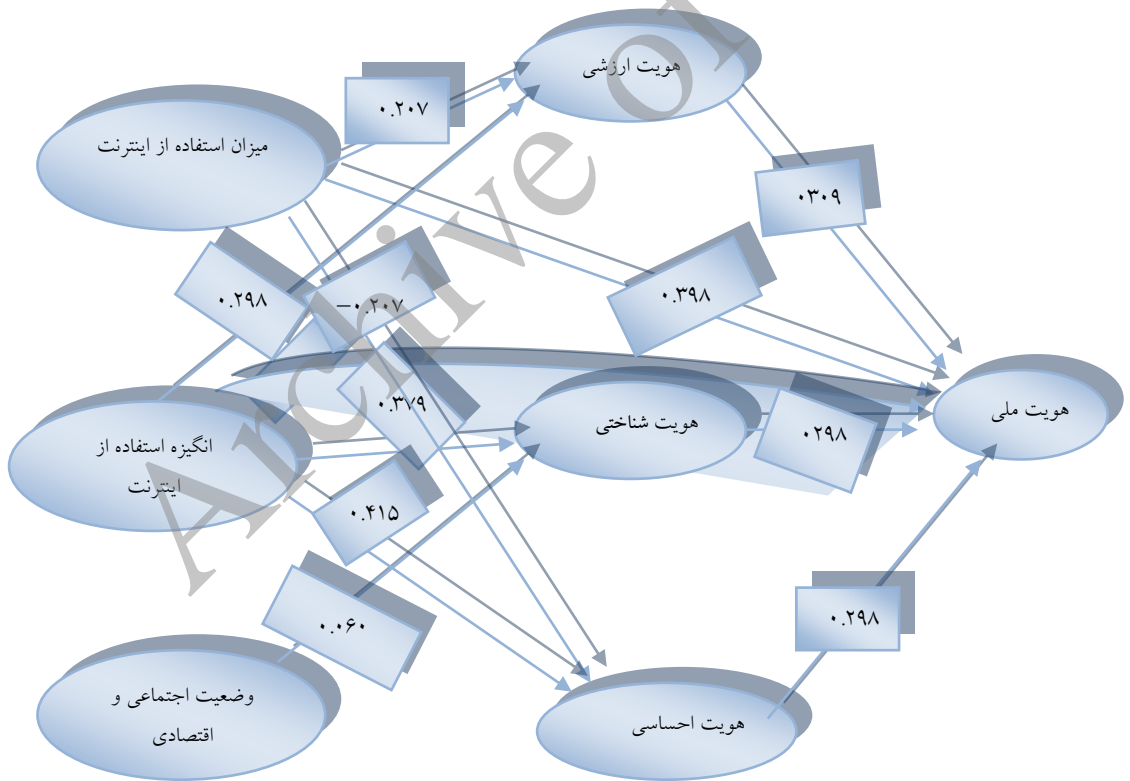 هویت ارزشی
۰.۲۰۷
میزان استفاده از اینترنت
۰۳۰۹
۰.۲۹۸
−۰.۲۰۷
۰.۳۹۸
۰.۳۷۹
هویت شناختی
هویت ملی
۰.۲۹۸
انگیزه استفاده از
اینترنت
۰.۴۱۵
۰.۰۶۰
۰.۲۹۸
وضعیت اجتماعی و
اقتصادی
هویت احساسی
Archive of